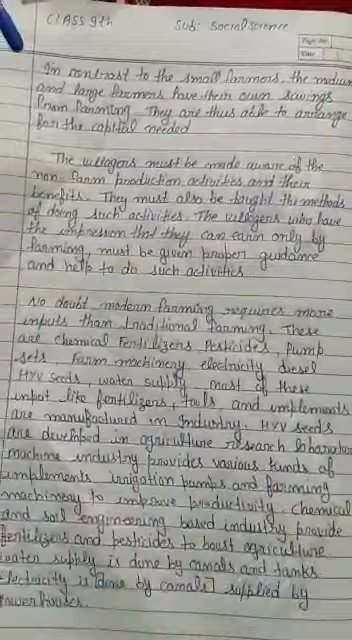 CLASS 9th Sub: Social science
In contrast to the small farmers, the medium
and large farmers have their own savings
from farming. They are thus able to arrange
for the capital needed
The villagers must be made aware of the
non-farm production activities and their
benefits. They must also be taught the methods
of doing such activities. The villagers who have
the impression that they can earn only by
farming, must be given proper guidance
and help to do such activities
No doubt modern farming requires more
inputs than traditional farming. These
are chemical Fertilizers Pesticides, Pump
sets Farm machinery electricity diesel
HYV seeds, water supply most of these
input like fertilizers, tools, and implements
are manufactured in Industry. HYV seeds
are developed in agriculture research laborator
machine industry provides various kinds of
implements irrigation pumps and farming
machinery to improve productivity. chemical
and soil engineering based industry provide
fertilizers and pesticides to boust agriculture
water supply is done by canals and tanks
electricity is done by canals] supplied by
powerhouses.